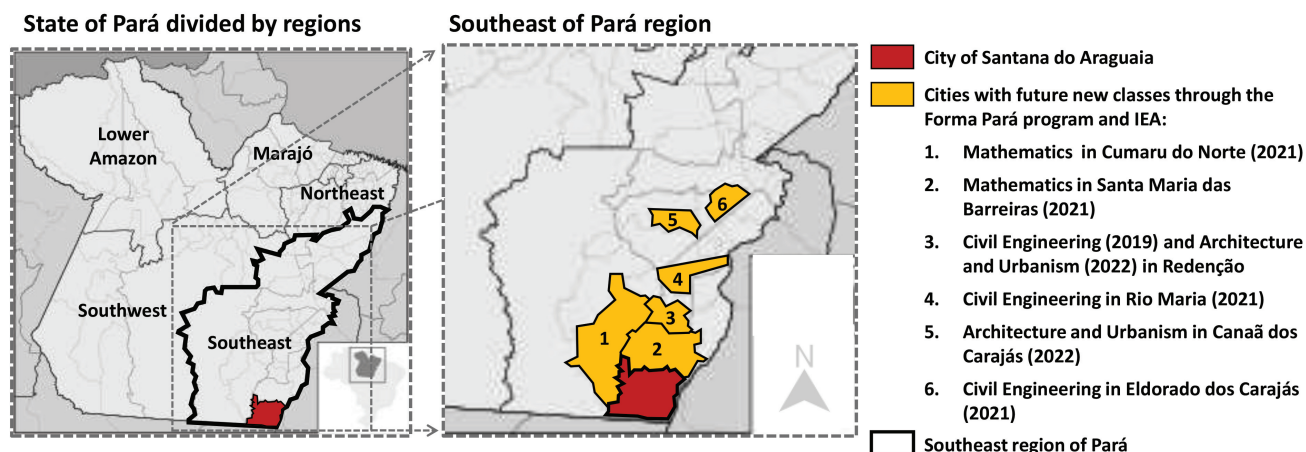 State of Pará divided by regions
Southeast of Pará region
Lower
Amazon
Marajó
Northeast
Southwest
Southeast
6
5
4
3
1
2
N
City of Santana do Araguaia
Cities with future new classes through the
Forma Pará program and IEA:
1. Mathematics in Cumaru do Norte (2021)
2. Mathematics in Santa Maria das
Barreiras (2021)
3. Civil Engineering (2019) and Architecture
and Urbanism (2022) in Redenção
4. Civil Engineering in Rio Maria (2021)
5. Architecture and Urbanism in Canaã dos
Carajás (2022)
6. Civil Engineering in Eldorado dos Carajás
(2021)
Southeast region of Pará